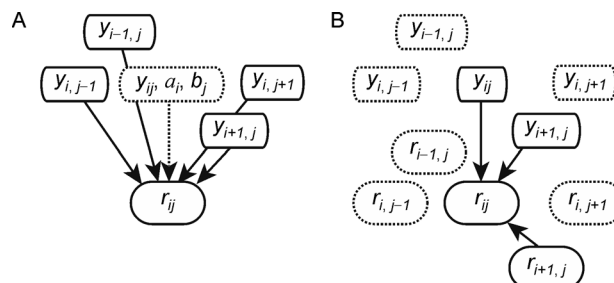 A
y_{i–1, j}
y_{i, j–1}
y_{ij}, a_i, b_j
y_{i, j+1}
y_{i+1, j}
r_{ij}
B
y_{i–1, j}
y_{i, j–1}
y_{ij}
y_{i, j+1}
y_{i+1, j}
r_{i–1, j}
r_{i, j–1}
r_{ij}
r_{i, j+1}
r_{i+1, j}